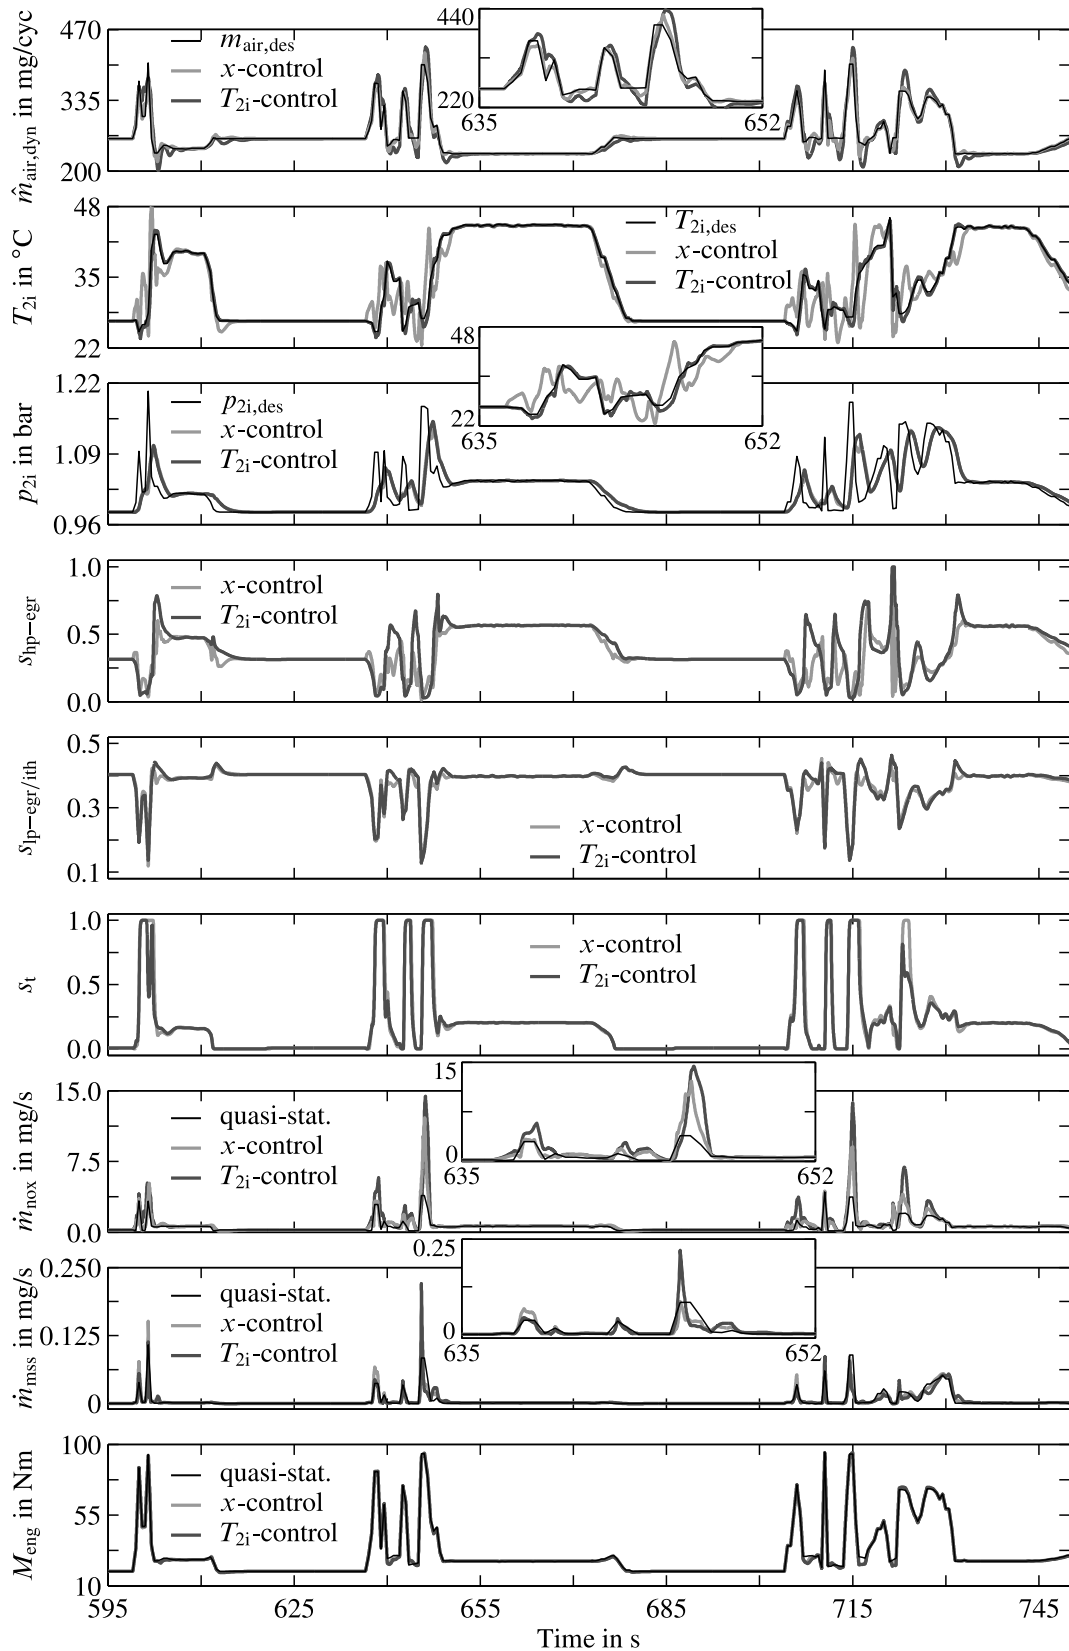 440
470
m_air,des
x-control
335
T_2i-control
220
635
652
200
m̂_air,dyn in mg/cyc
48
T_2i,des
x-control
35
T_2i-control
22
T_2i in °C
48
22
635
652
1.22
p_2i,des
x-control
1.09
T_2i-control
0.96
p_2i in bar
1.0
x-control
T_2i-control
0.5
0.0
s_hp−egr
0.5
0.3
x-control
T_2i-control
0.1
s_lp−egr/ith
1.0
x-control
T_2i-control
0.5
0.0
s_t
15
15.0
quasi-stat.
x-control
7.5
T_2i-control
0
635
652
0.0
ṁ_nox in mg/s
0.25
0.250
quasi-stat.
x-control
0.125
T_2i-control
0
635
652
0
ṁ_mss in mg/s
100
quasi-stat.
x-control
55
T_2i-control
10
M_eng in Nm
595 625 655 685 715 745
Time in s